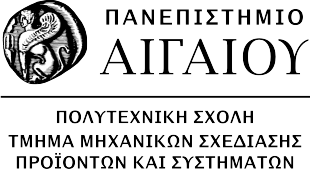 ΠΑΝΕΠΙΣΤΗΜΙΟ
ΑΙΓΑΙΟΥ
ΠΟΛΥΤΕΧΝΙΚΗ ΣΧΟΛΗ
ΤΜΗΜΑ ΜΗΧΑΝΙΚΩΝ ΣΧΕΔΙΑΣΗΣ
ΠΡΟΪΟΝΤΩΝ ΚΑΙ ΣΥΣΤΗΜΑΤΩΝ